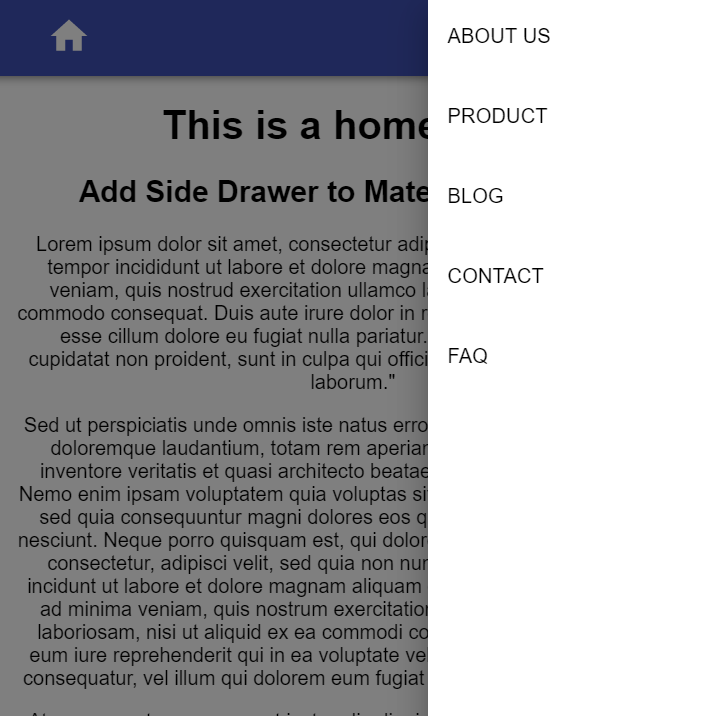 ABOUT US
PRODUCT
BLOG
CONTACT
FAQ
This is a home
Add Side Drawer to Mate
Lorem ipsum dolor sit amet, consectetur adip
tempor incididunt ut labore et dolore magna
veniam, quis nostrud exercitation ullamco
commodo consequat. Duis aute irure dolor in
esse cillum dolore eu fugiat nulla pariatur.
cupidatat non proident, sunt in culpa qui offici
laborum."
Sed ut perspiciatis unde omnis iste natus erro
doloremque laudantium, totam rem aperiam
inventore veritatis et quasi architecto beatae
Nemo enim ipsam voluptatem quia voluptas si
sed quia consequuntur magni dolores eos q
nesciunt. Neque porro quisquam est, qui dolor
consectetur, adipisci velit, sed quia non num
incidunt ut labore et dolore magnam aliquam
ad minima veniam, quis nostrum exercitation
laboriosam, nisi ut aliquid ex ea commodi co
eum iure reprehenderit qui in ea voluptate ve
consequatur, vel illum qui dolorem eum fugiat